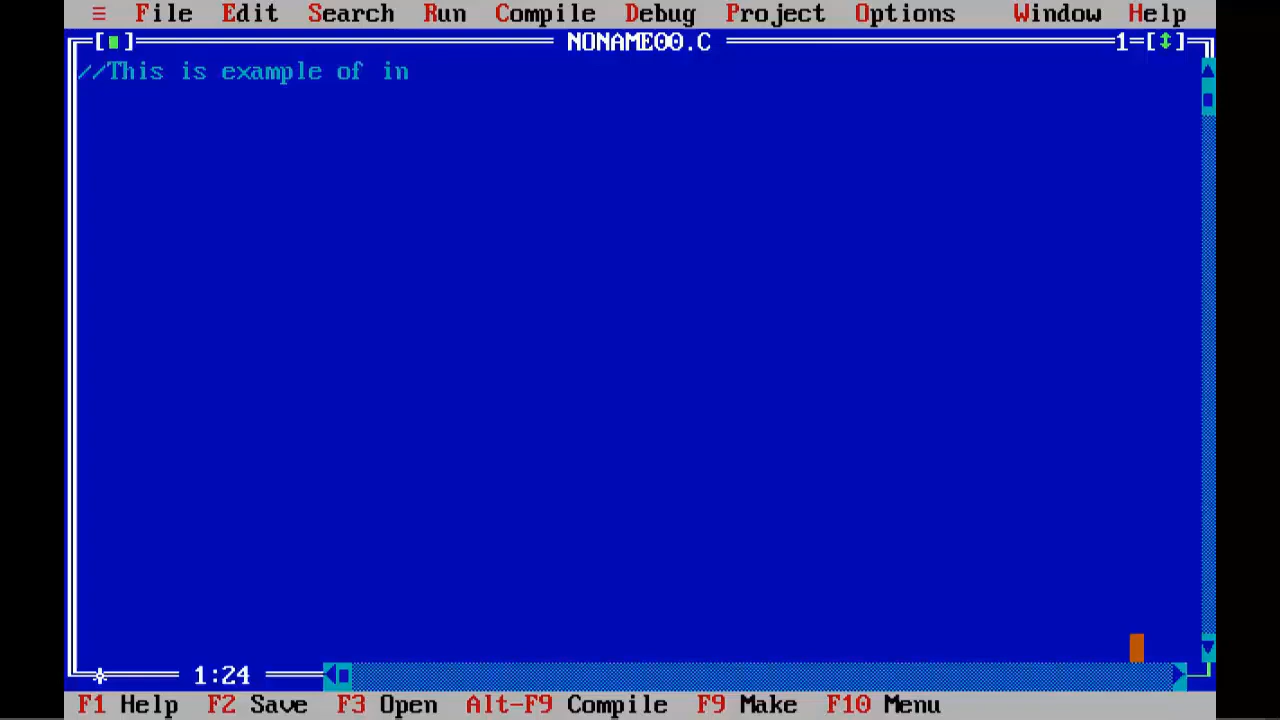 ≡ File Edit Search Run Compile Debug Project Options Window Help
[■] NONAME00.C 1=[↕]
//This is example of in
* 1:24
F1 Help F2 Save F3 Open Alt-F9 Compile F9 Make F10 Menu